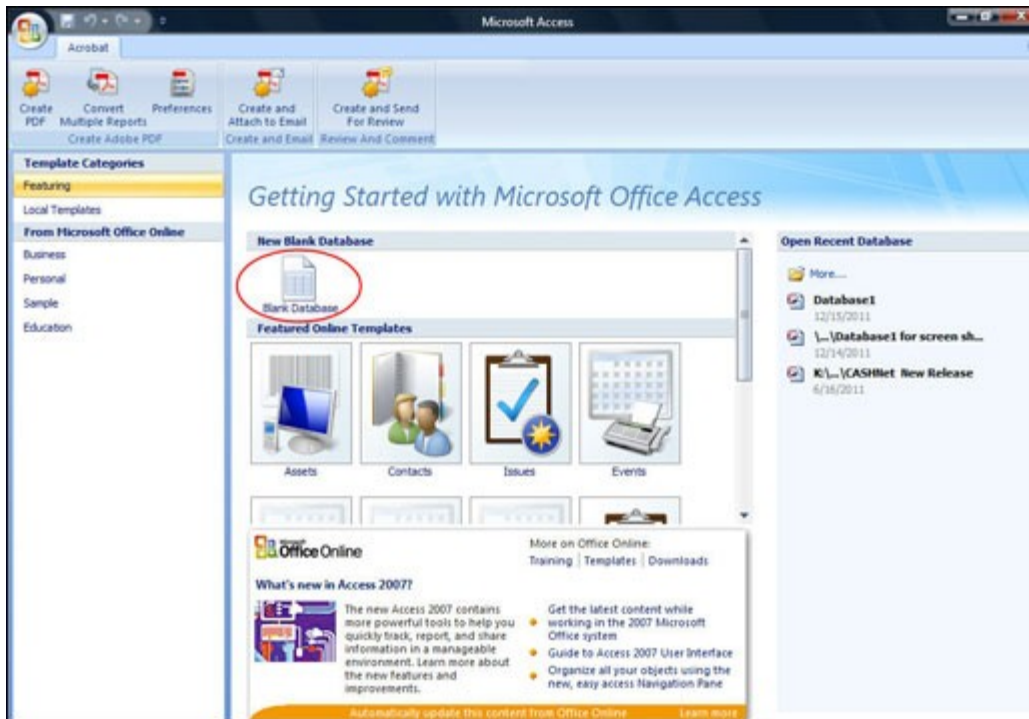 Microsoft Access
Acrobat
Create PDF
Convert Multiple Reports
Preferences
Create and Attach to Email
Create and Send For Review
Create Adobe PDF
Create and Email
Review And Comment
Template Categories
Featuring
Local Templates
From Microsoft Office Online
Business
Personal
Sample
Education
Getting Started with Microsoft Office Access
New Blank Database
Blank Database
Featured Online Templates
Assets
Contacts
Issues
Events
Microsoft
Office Online
More on Office Online:
Training | Templates | Downloads
What's new in Access 2007?
The new Access 2007 contains
more powerful tools to help you
quickly track, report, and share
information in a manageable
environment. Learn more about
the new features and
improvements.
Get the latest content while
working in the 2007 Microsoft
Office system
Guide to Access 2007 User Interface
Organize all your objects using the
new, easy access Navigation Pane
Automatically update this content from Office Online
Learn more
Open Recent Database
More...
Database1
12/15/2011
\...\Database1 for screen sh...
12/14/2011
K:\...\CASHNet New Release
6/16/2011